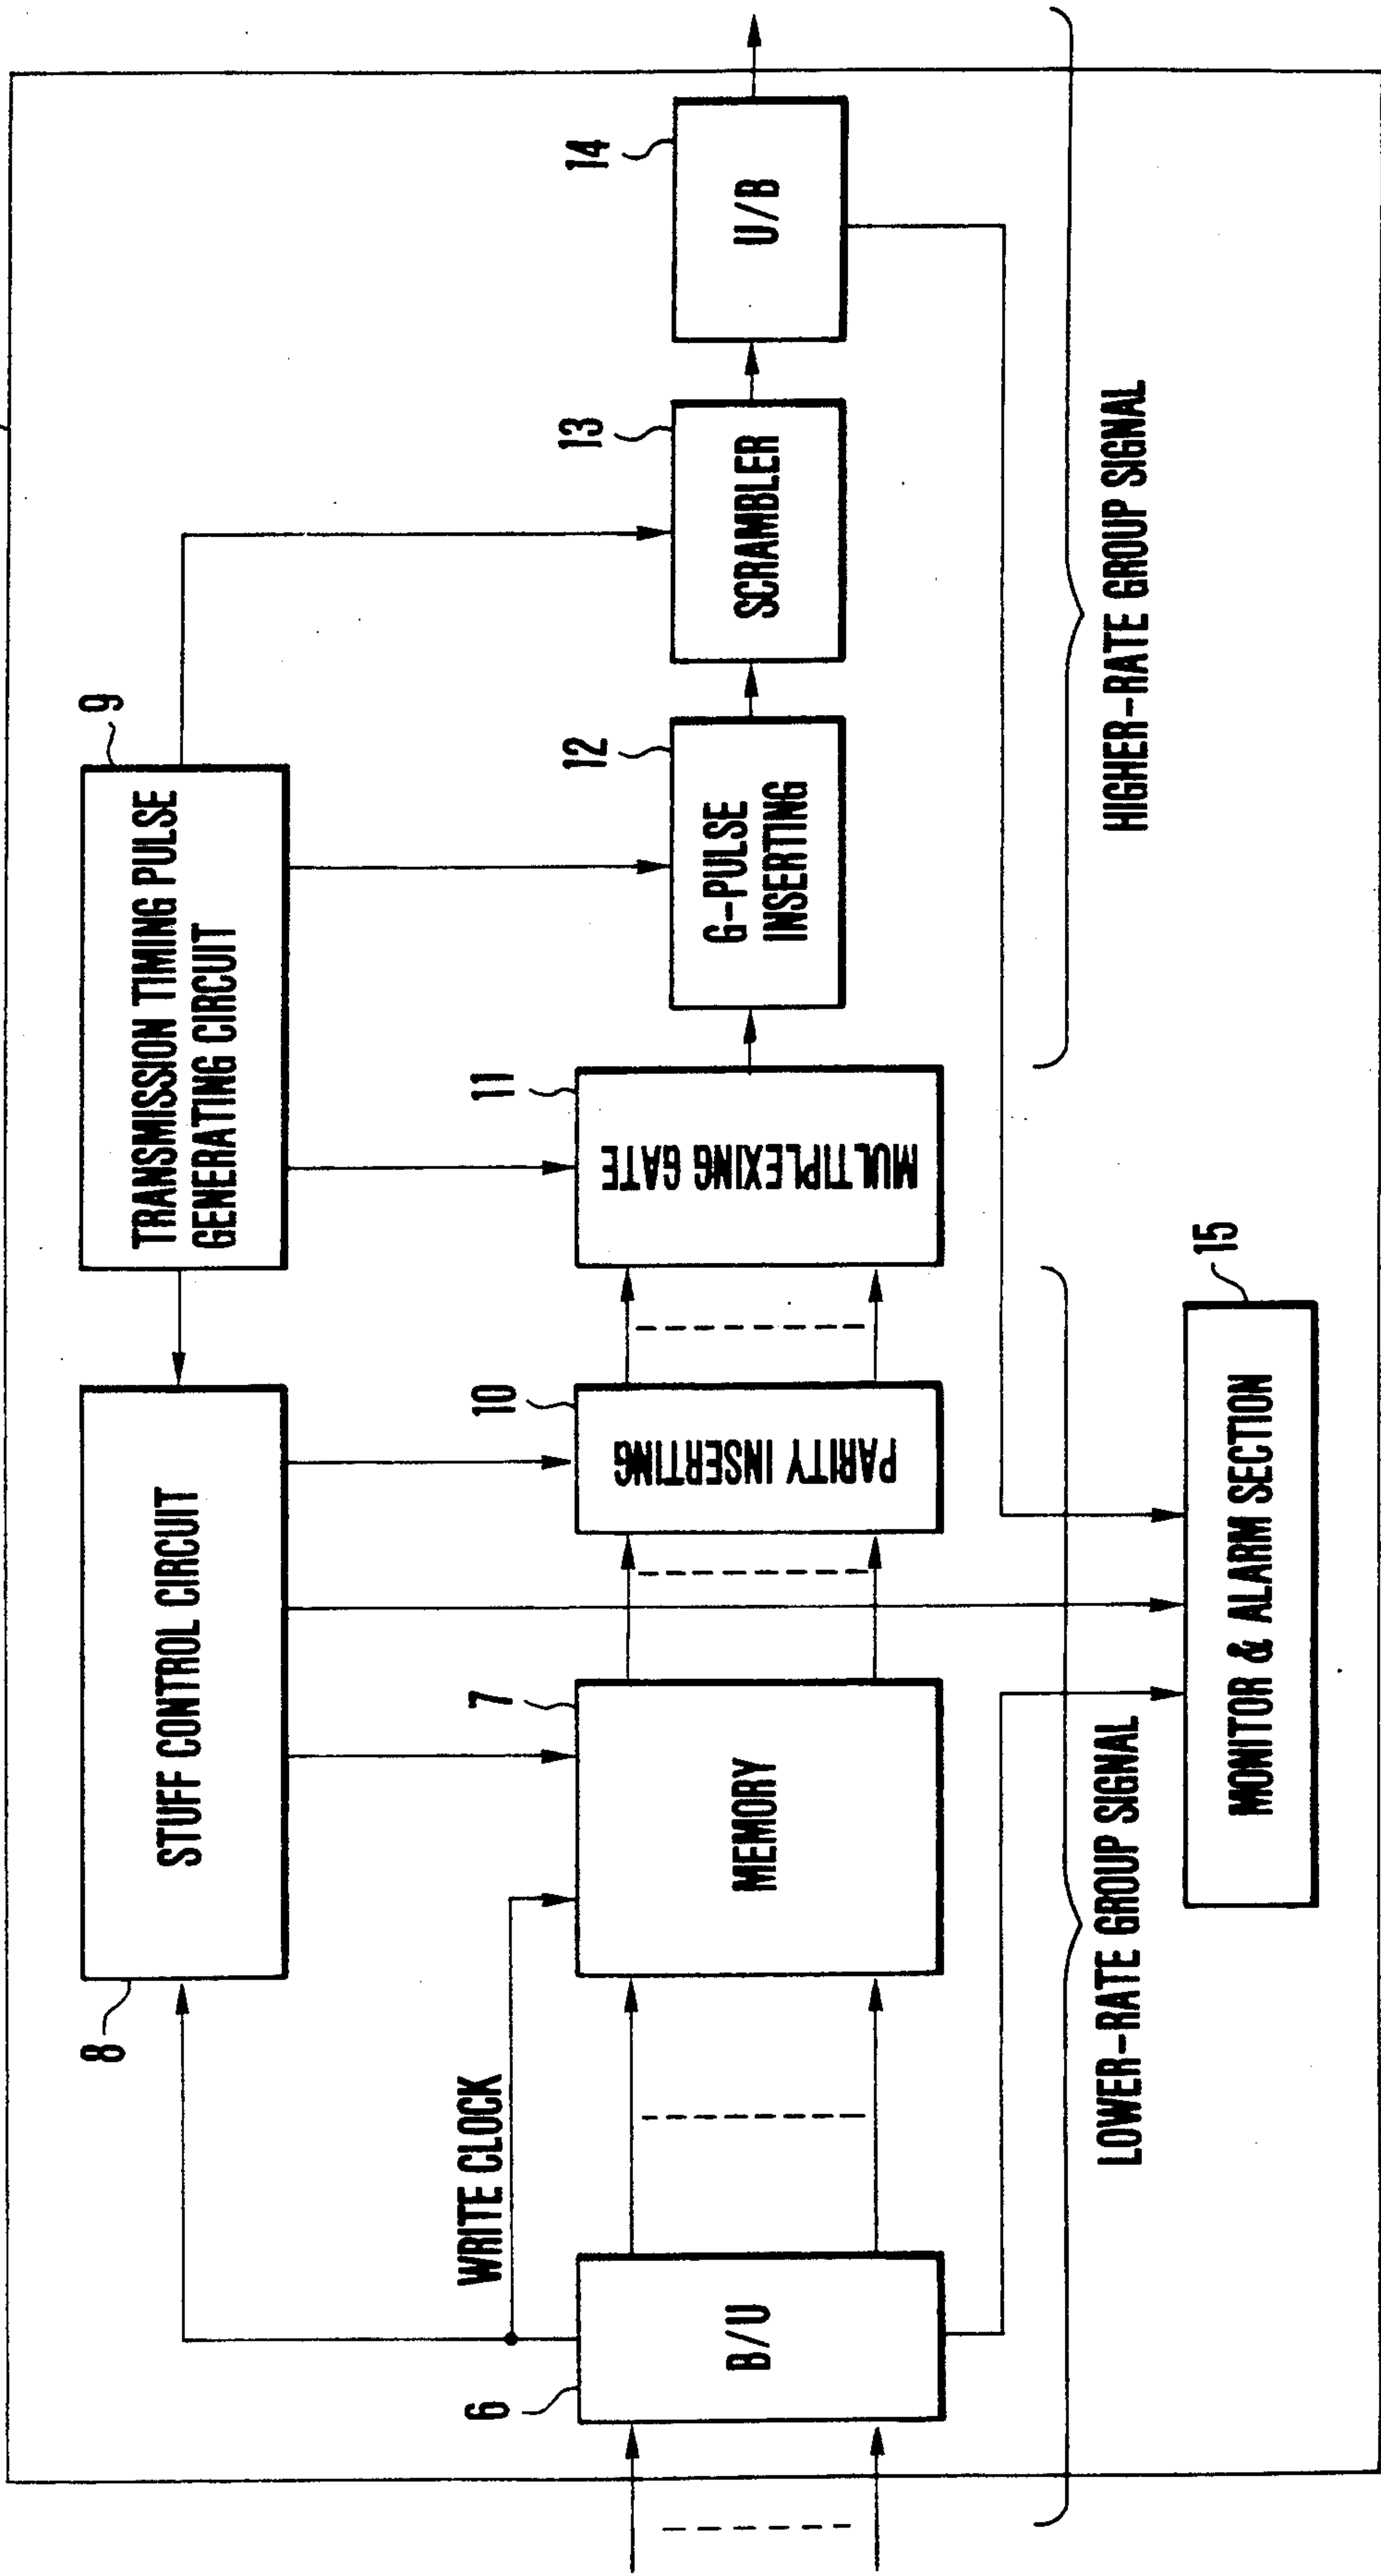 8
STUFF CONTROL CIRCUIT
9
TRANSMISSION TIMING PULSE
GENERATING CIRCUIT
WRITE CLOCK
6
B/U
7
MEMORY
10
PARITY INSERTING
11
MULTIPLEXING GATE
12
G-PULSE
INSERTING
13
SCRAMBLER
14
U/B
LOWER-RATE GROUP SIGNAL
HIGHER-RATE GROUP SIGNAL
15
MONITOR & ALARM SECTION